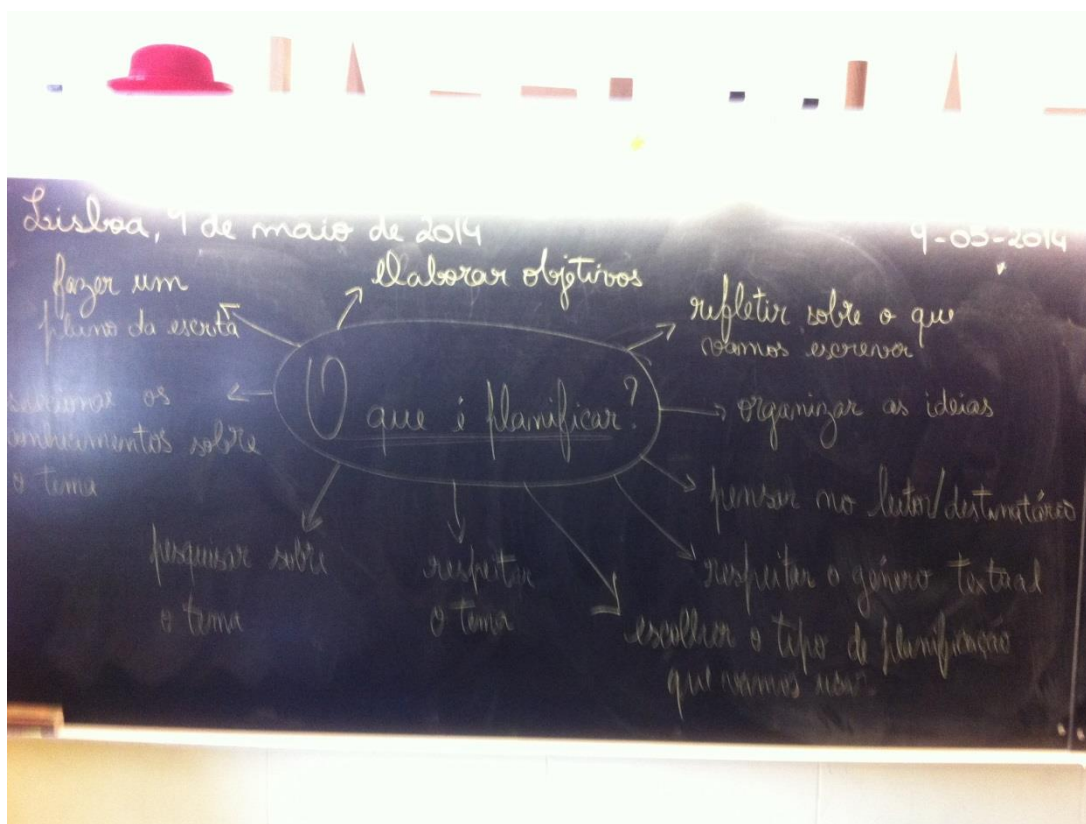 Lisboa, 9 de maio de 2014
9-05-2014
fazer um
plano da escrita
elaborar objetivos
refletir sobre o que
vamos escrever
O que é planificar?
organizar as ideias
os
conhecimentos sobre
o tema
pensar no leitor/destinatário
pesquisar sobre
o tema
respeitar
o tema
respeitar o género textual
escolher o tipo de planificação
que vamos usar.